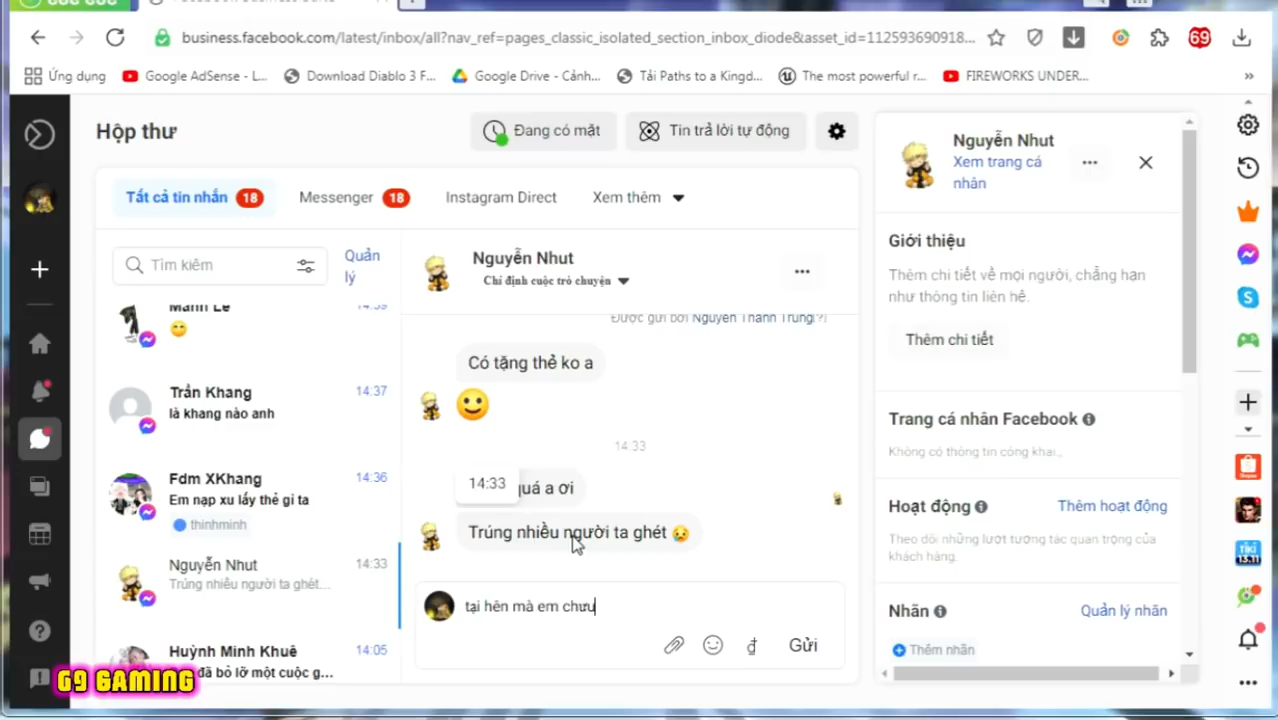 business.facebook.com/latest/inbox/all?nav_ref=pages_classic_isolated_section_inbox_diode&asset_id=112593690918...
69
Ứng dụng
Google AdSense - L...
Download Diablo 3 F...
Google Drive - Cảnh...
Tải Paths to a Kingd...
The most powerful r...
FIREWORKS UNDER...
»
Hộp thư
Đang có mặt
Tin trả lời tự động
Tất cả tin nhắn 18
Messenger 18
Instagram Direct
Xem thêm
Tìm kiếm
Quản lý
Mạnh Lê
14:39
Trần Khang
14:37
là khang nào anh
Fdm XKhang
14:36
Em nạp xu lấy thẻ gi ta
thinhminh
Nguyễn Nhut
14:33
Trúng nhiều người ta ghét...
Huỳnh Minh Khuê
14:05
đã bỏ lỡ một cuộc g...
G9 GAMING
Nguyễn Nhut
Chỉ định cuộc trò chuyện
Được gửi bởi Nguyễn Thành Trung[?]
Có tặng thẻ ko a
🙂
14:33
14:33
quá a ơi
Trúng nhiều người ta ghét 😥
tại hên mà em chưu
Gửi
Nguyễn Nhut
Xem trang cá
nhân
Giới thiệu
Thêm chi tiết về mọi người, chẳng hạn
như thông tin liên hệ.
Thêm chi tiết
Trang cá nhân Facebook
Không có thông tin công khai.,
Hoạt động
Thêm hoạt động
Theo dõi những lượt tương tác quan trọng của
khách hàng.
Nhãn
Quản lý nhãn
Thêm nhãn